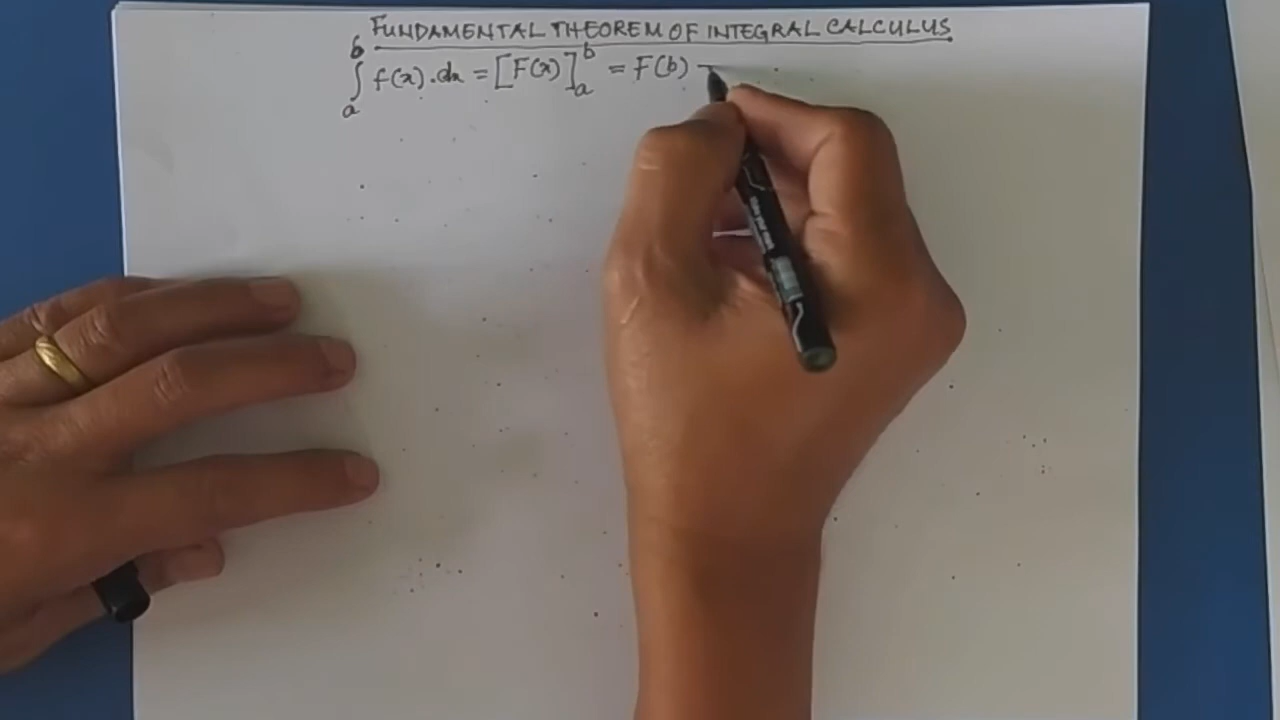 FUNDAMENTAL THEOREM OF INTEGRAL CALCULUS
∫ₐᵇ f(x).dx = [F(x)]ₐᵇ = F(b) −